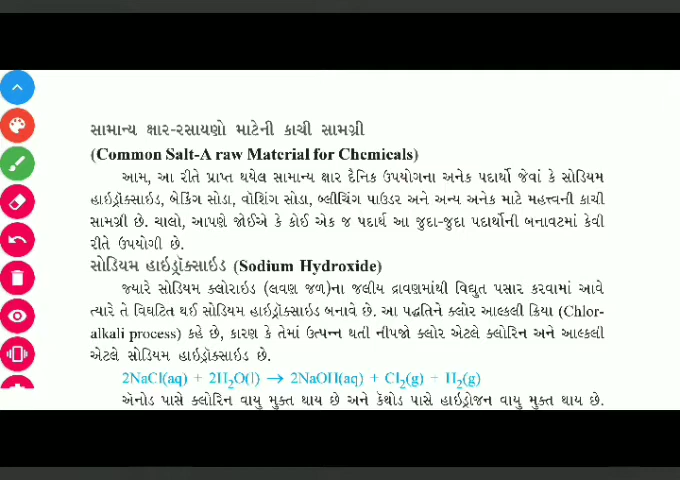 સામાન્ય ક્ષાર-રસાયણો માટેની કાચી સામગ્રી
(Common Salt-A raw Material for Chemicals)
આમ, આ રીતે પ્રાપ્ત થયેલ સામાન્ય ક્ષાર દૈનિક ઉપયોગના અનેક પદાર્થો જેવાં કે સોડિયમ
હાઇડ્રૉક્સાઇડ, બેકિંગ સોડા, વૉશિંગ સોડા, બ્લીચિંગ પાઉડર અને અન્ય અનેક માટે મહત્ત્વની કાચી
સામગ્રી છે. ચાલો, આપણે જોઈએ કે કોઈ એક જ પદાર્થ આ જુદા-જુદા પદાર્થોની બનાવટમાં કેવી
રીતે ઉપયોગી છે.
સોડિયમ હાઇડ્રૉક્સાઇડ (Sodium Hydroxide)
જ્યારે સોડિયમ ક્લોરાઇડ (લવણ જળ)ના જલીય દ્રાવણમાંથી વિદ્યુત પસાર કરવામાં આવે
ત્યારે તે વિઘટિત થઈ સોડિયમ હાઇડ્રૉક્સાઇડ બનાવે છે. આ પદ્ધતિને ક્લોર આલ્કલી ક્રિયા (Chlor-
alkali process) કહે છે, કારણ કે તેમાં ઉત્પન્ન થતી નીપજો ક્લોર એટલે ક્લોરિન અને આલ્કલી
એટલે સોડિયમ હાઇડ્રૉક્સાઇડ છે.
2NaCl(aq) + 2H₂O(l) → 2NaOH(aq) + Cl₂(g) + H₂(g)
ઍનોડ પાસે ક્લોરિન વાયુ મુક્ત થાય છે અને કૅથોડ પાસે હાઇડ્રોજન વાયુ મુક્ત થાય છે.